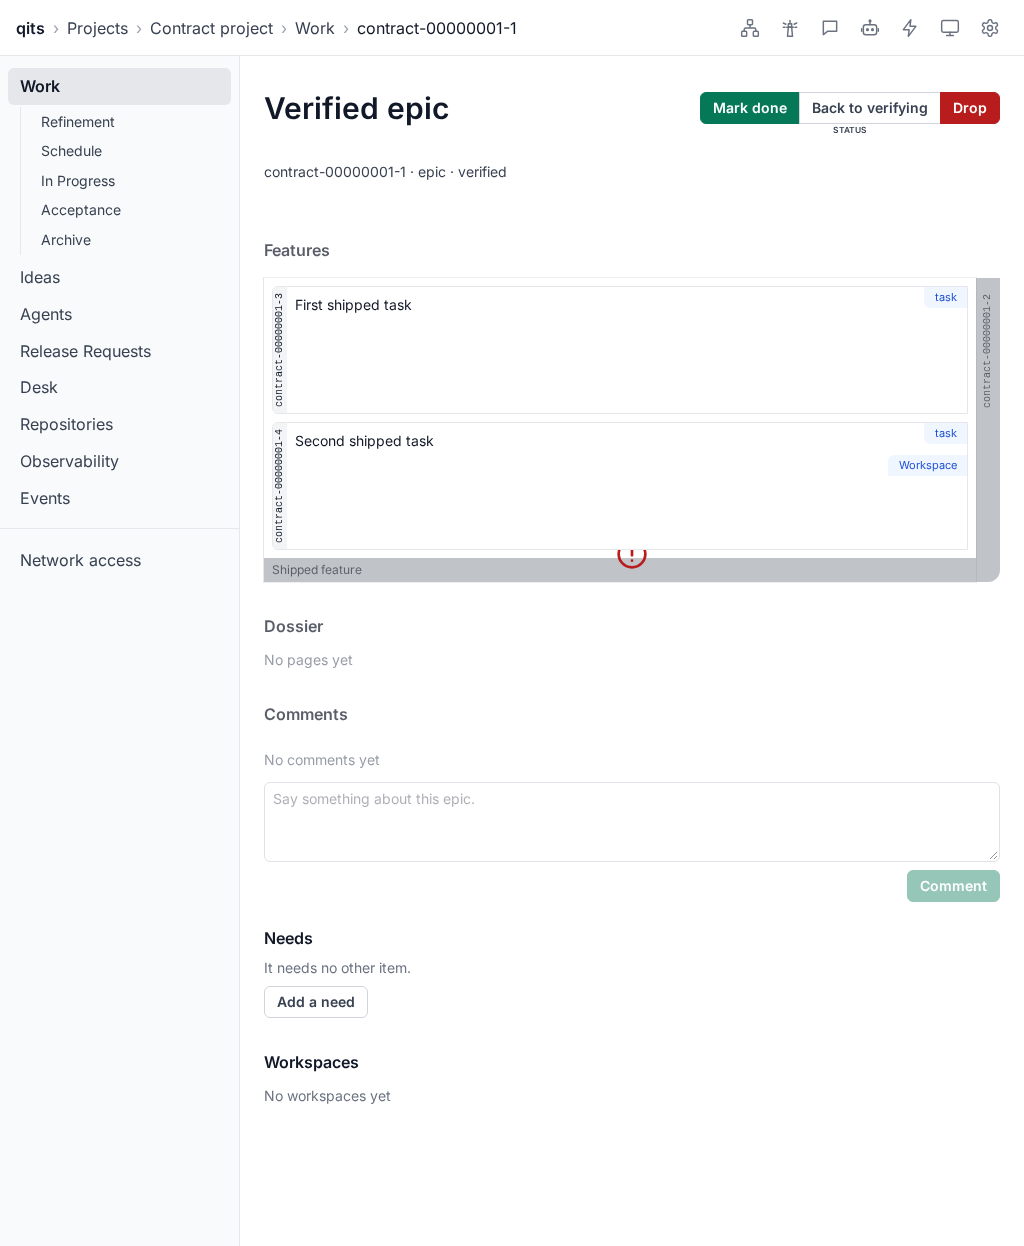 qits › Projects › Contract project › Work › contract-00000001-1
Work
Refinement
Schedule
In Progress
Acceptance
Archive
Ideas
Agents
Release Requests
Desk
Repositories
Observability
Events
Network access
Verified epic
Mark done
Back to verifying
Drop
STATUS
contract-00000001-1 · epic · verified
Features
contract-00000001-3
First shipped task
task
contract-00000001-2
contract-00000001-4
Second shipped task
task
Workspace
Shipped feature
Dossier
No pages yet
Comments
No comments yet
Say something about this epic.
Comment
Needs
It needs no other item.
Add a need
Workspaces
No workspaces yet